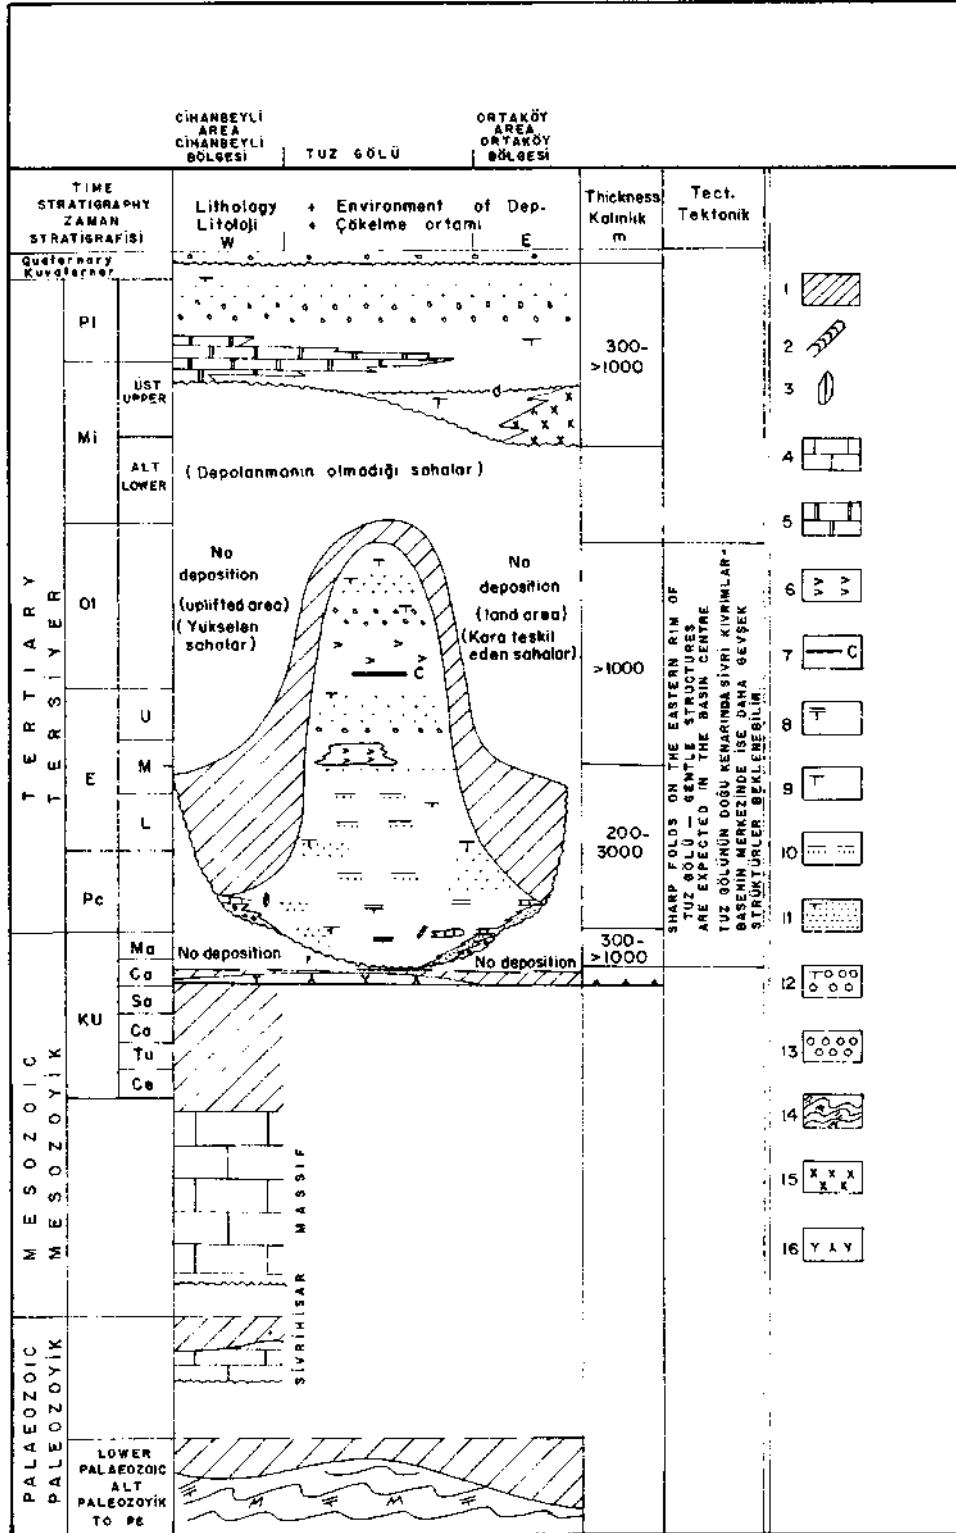 CİHANBEYLİ
AREA
CİHANBEYLİ
BÖLGESİ
TUZ GÖLÜ
ORTAKÖY
AREA
ORTAKÖY
BÖLGESİ
TIME
STRATIGRAPHY
ZAMAN
STRATIGRAFİSİ
Lithology + Environment of Dep-
Litoloji + Çökelme ortamı
W E
Thickness
Kalınlık
m
Tect.
Tektonik
Quaternary
Kuvaterner
TERTIARY
TERSİYER
Pl
300-
>1000
Mi
ÜST
UPPER
d
ALT
LOWER
(Depolanmanın olmadığı sahalar)
Ol
No
deposition
(uplifted area)
(Yükselen
sahalar)
No
deposition
(land area)
(Kara teşkil
eden sahalar)
C
>1000
E
U
M
L
200-
3000
Pc
SHARP FOLDS ON THE EASTERN RIM OF
TUZ GÖLÜ — GENTLE STRUCTURES
ARE EXPECTED IN THE BASIN CENTRE
TUZ GÖLÜNÜN DOĞU KENARINDA SİVRİ KIVRIMLAR-
BASENİN MERKEZİNDE İSE DAHA GEVŞEK
STRÜKTÜRLER BEKLENEBİLİR
MESOZOIC
MESOZOYİK
KU
Ma
No deposition
No deposition
300-
>1000
Ca
Sa
Co
Tu
Ce
SİVRİHİSAR MASSIF
PALAEOZOIC
PALEOZOYİK
LOWER
PALAEOZOIC
ALT
PALEOZOYİK
TO PE
1
2
3
4
5
6
7 C
8
9
10
11
12
13
14
15
16